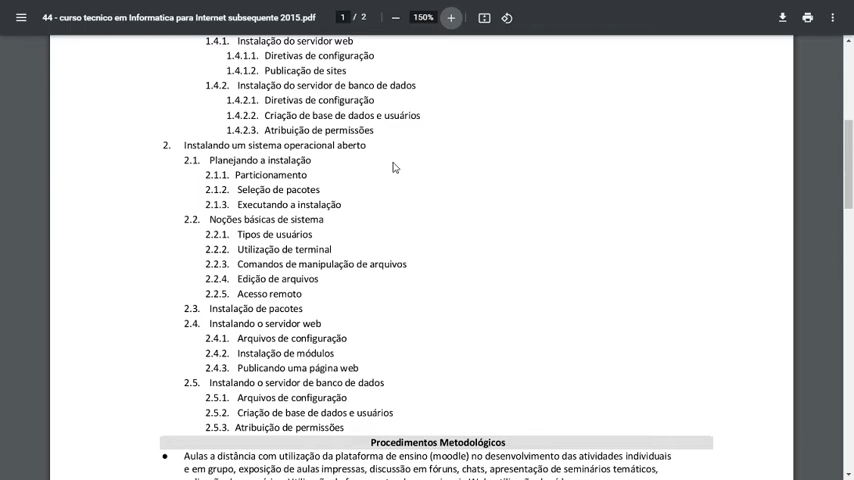 44 - curso tecnico em Informatica para Internet subsequente 2015.pdf 1 / 2 150%
1.4.1. Instalação do servidor web
1.4.1.1. Diretivas de configuração
1.4.1.2. Publicação de sites
1.4.2. Instalação do servidor de banco de dados
1.4.2.1. Diretivas de configuração
1.4.2.2. Criação de base de dados e usuários
1.4.2.3. Atribuição de permissões
2. Instalando um sistema operacional aberto
2.1. Planejando a instalação
2.1.1. Particionamento
2.1.2. Seleção de pacotes
2.1.3. Executando a instalação
2.2. Noções básicas de sistema
2.2.1. Tipos de usuários
2.2.2. Utilização de terminal
2.2.3. Comandos de manipulação de arquivos
2.2.4. Edição de arquivos
2.2.5. Acesso remoto
2.3. Instalação de pacotes
2.4. Instalando o servidor web
2.4.1. Arquivos de configuração
2.4.2. Instalação de módulos
2.4.3. Publicando uma página web
2.5. Instalando o servidor de banco de dados
2.5.1. Arquivos de configuração
2.5.2. Criação de base de dados e usuários
2.5.3. Atribuição de permissões
Procedimentos Metodológicos
• Aulas a distância com utilização da plataforma de ensino (moodle) no desenvolvimento das atividades individuais
e em grupo, exposição de aulas impressas, discussão em fóruns, chats, apresentação de seminários temáticos,